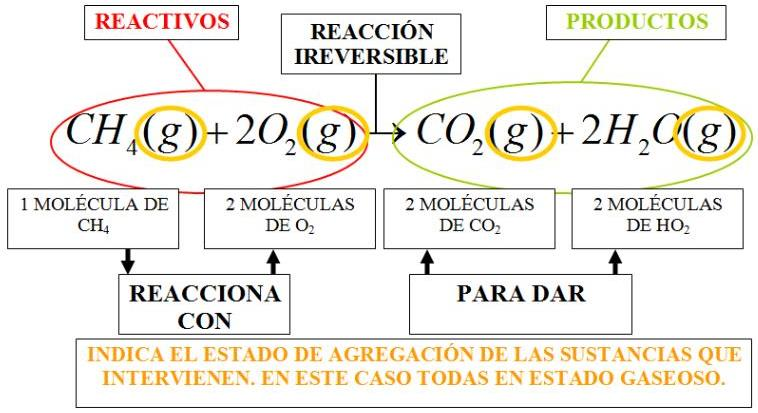 REACTIVOS
REACCIÓN
IREVERSIBLE
PRODUCTOS
CH₄(g)+2O₂(g)→CO₂(g)+2H₂O(g)
1 MOLÉCULA DE
CH₄
2 MOLÉCULAS
DE O₂
2 MOLÉCULAS
DE CO₂
2 MOLÉCULAS
DE HO₂
REACCIONA
CON
PARA DAR
INDICA EL ESTADO DE AGREGACIÓN DE LAS SUSTANCIAS QUE
INTERVIENEN. EN ESTE CASO TODAS EN ESTADO GASEOSO.